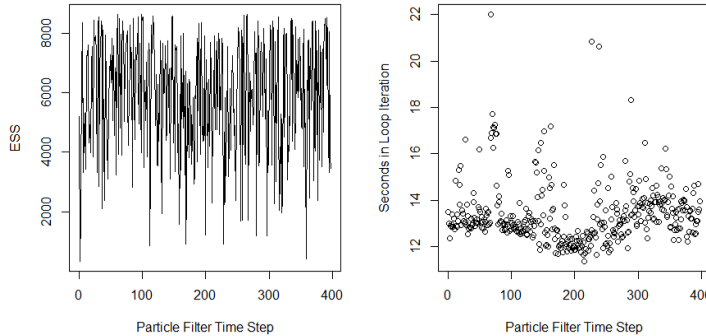 ESS
2000 4000 6000 8000
0 100 200 300 400
Particle Filter Time Step
Seconds in Loop Iteration
12 14 16 18 20 22
0 100 200 300 400
Particle Filter Time Step